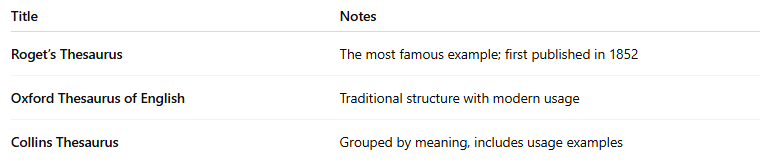 Title Notes
Roget’s Thesaurus The most famous example; first published in 1852
Oxford Thesaurus of English Traditional structure with modern usage
Collins Thesaurus Grouped by meaning, includes usage examples